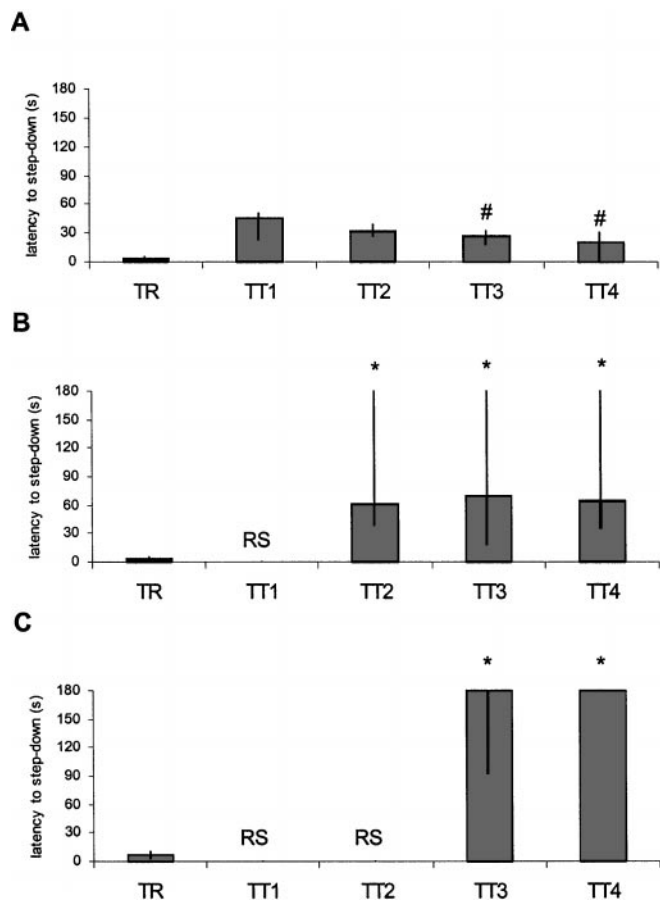 A
latency to step-down (s)
180
150
120
90
60
30
0
# #
TR TT1 TT2 TT3 TT4
B
latency to step-down (s)
180
150
120
90
60
30
0
* * *
RS
TR TT1 TT2 TT3 TT4
C
latency to step-down (s)
180
150
120
90
60
30
0
* *
RS RS
TR TT1 TT2 TT3 TT4